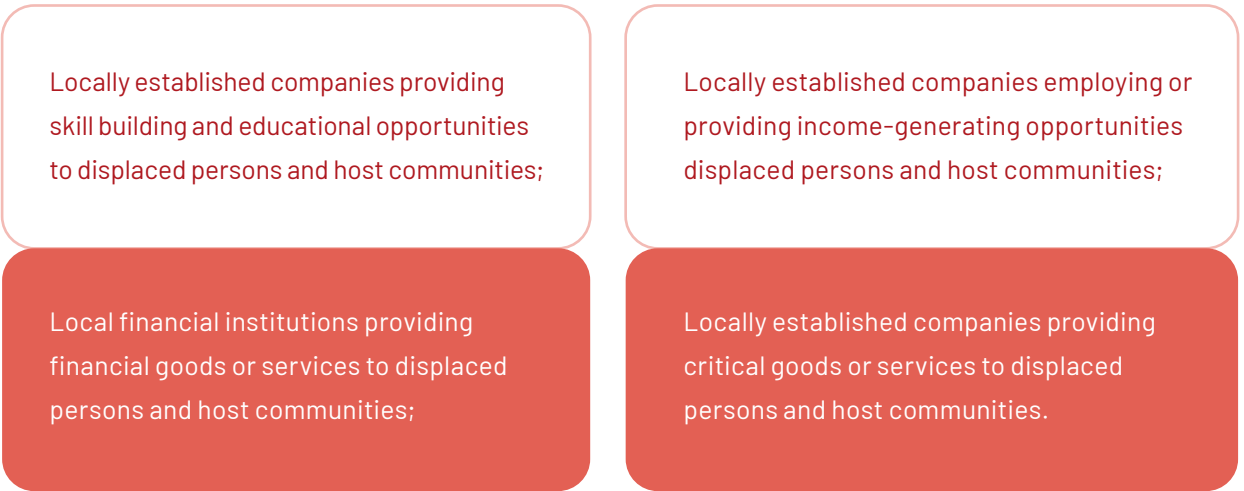 Locally established companies providing
skill building and educational opportunities
to displaced persons and host communities;
Locally established companies employing or
providing income-generating opportunities
displaced persons and host communities;
Local financial institutions providing
financial goods or services to displaced
persons and host communities;
Locally established companies providing
critical goods or services to displaced
persons and host communities.